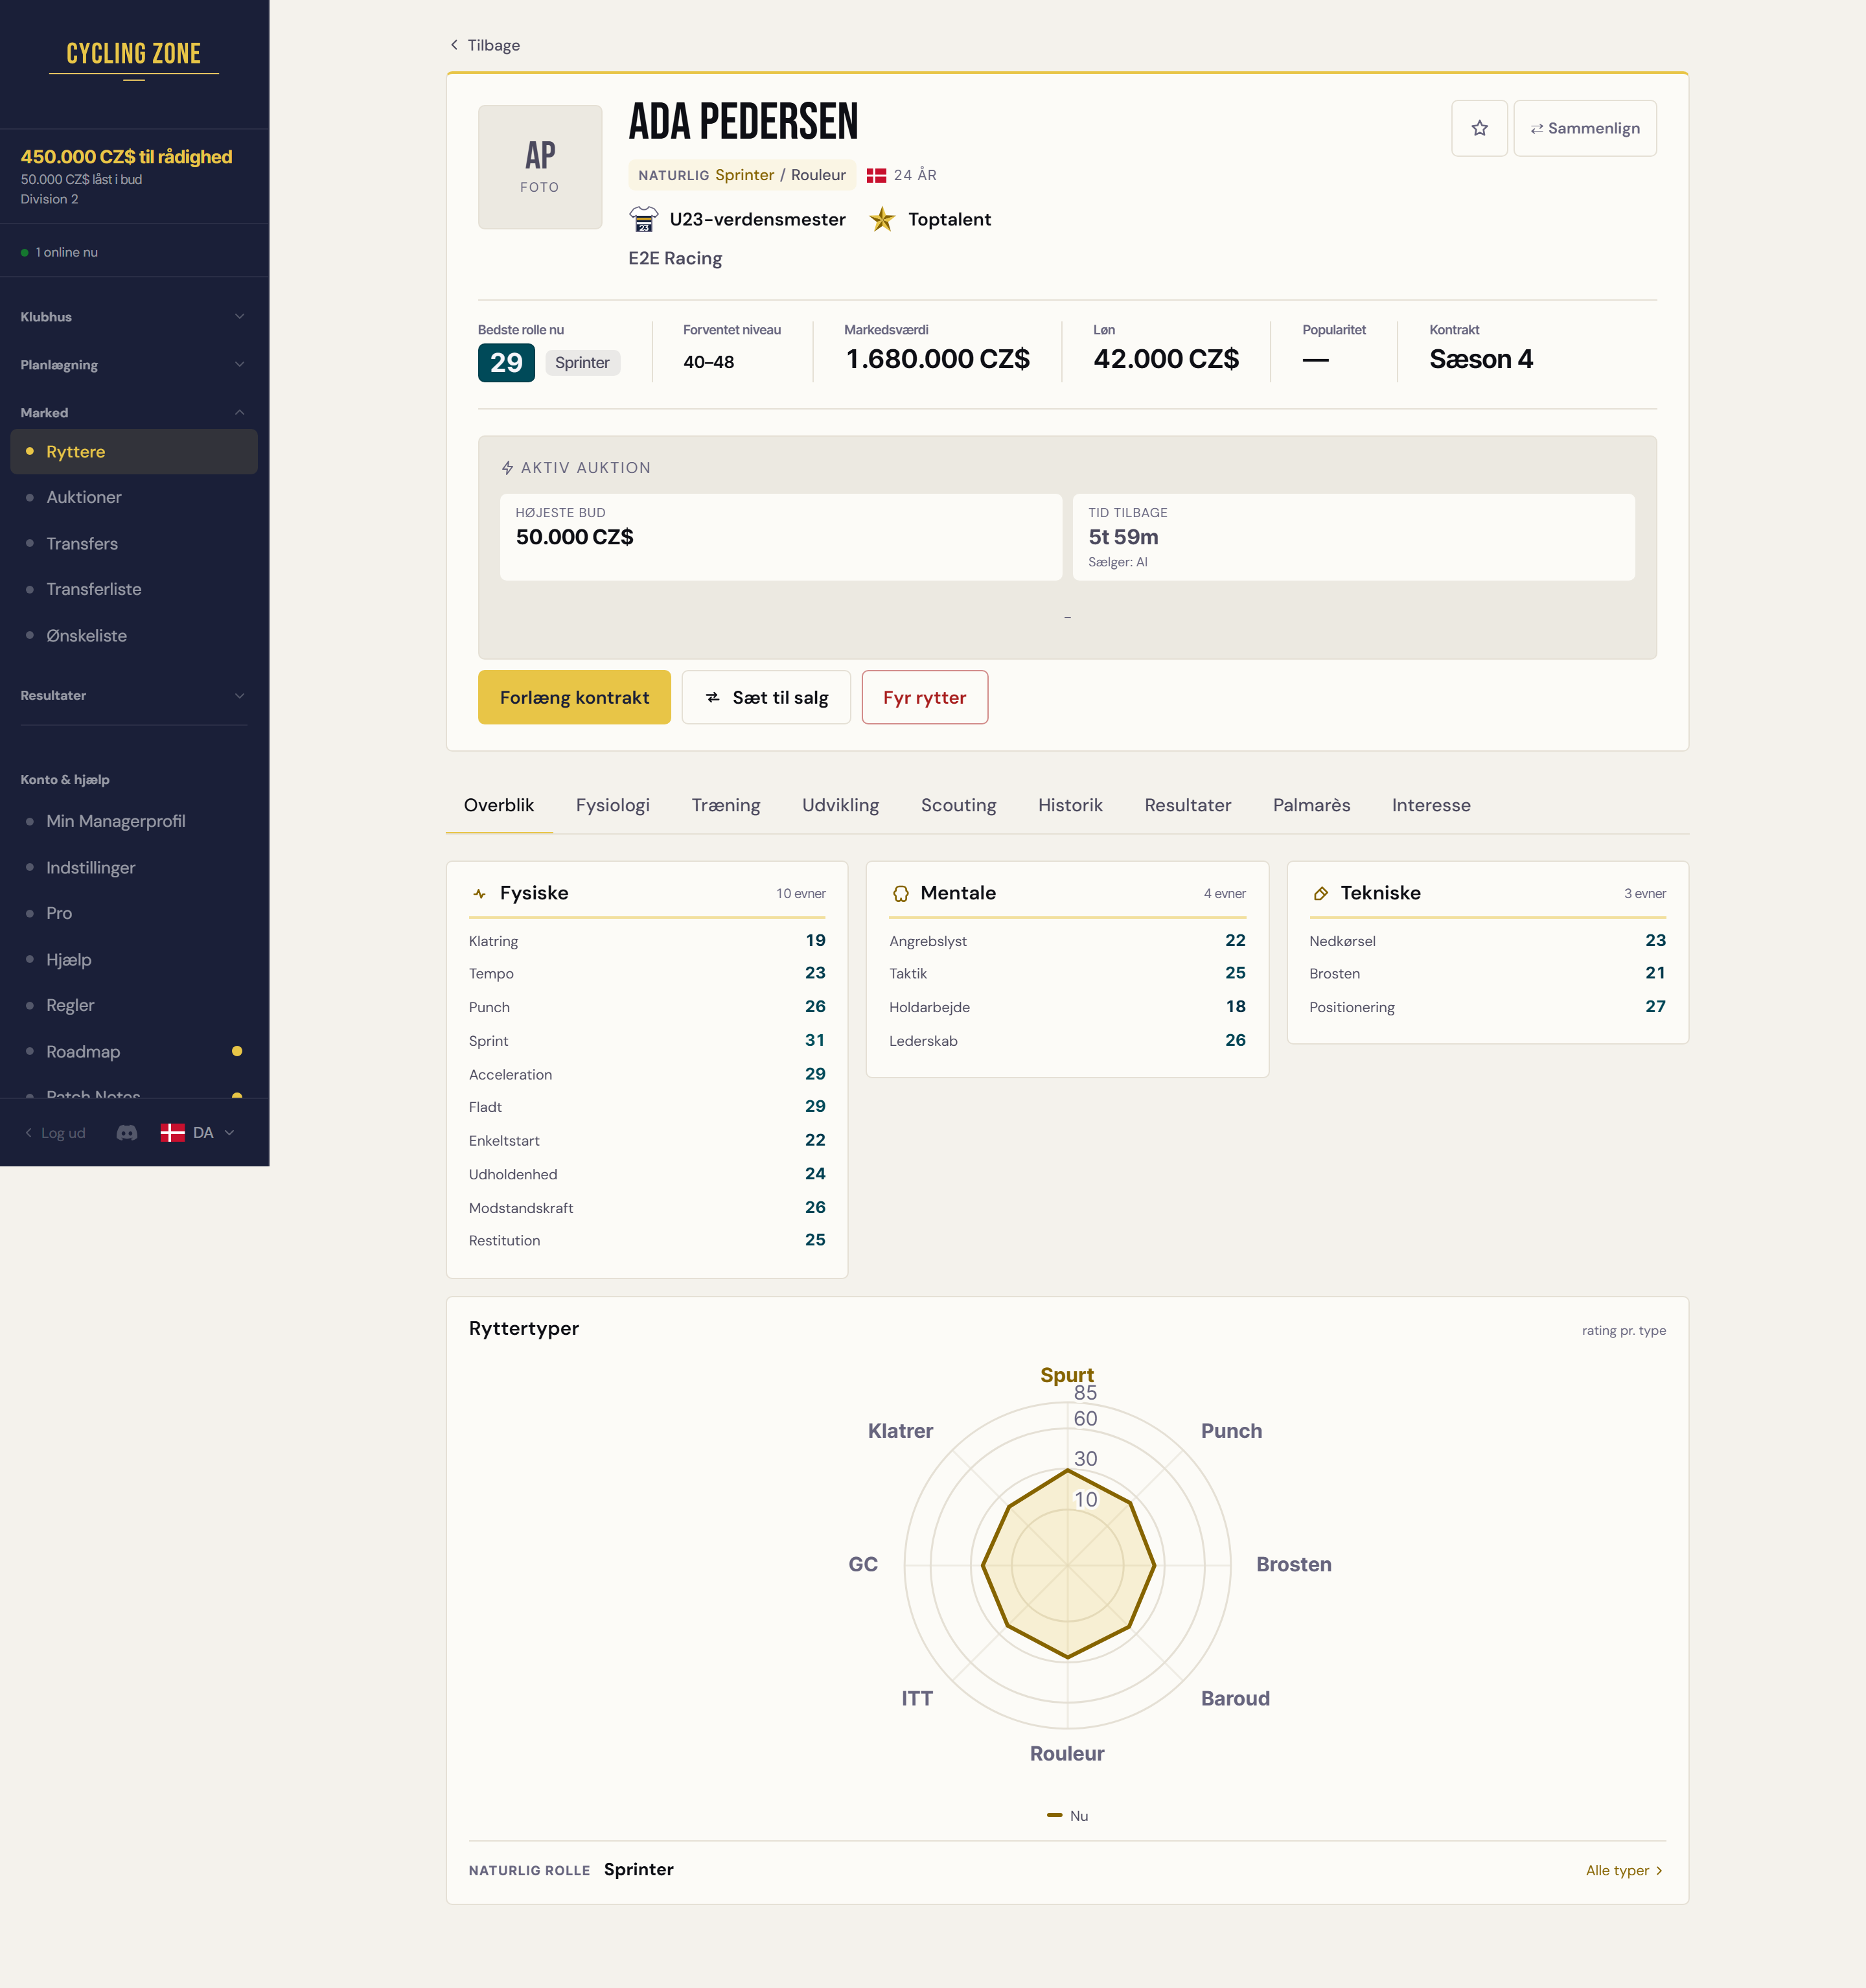 CYCLING ZONE
450.000 CZ$ til rådighed
50.000 CZ$ låst i bud
Division 2
1 online nu
Klubhus
Planlægning
Marked
Ryttere
Auktioner
Transfers
Transferliste
Ønskeliste
Resultater
Konto & hjælp
Min Managerprofil
Indstillinger
Pro
Hjælp
Regler
Roadmap
Patch Notes
Log ud
DA
Tilbage
AP
FOTO
ADA PEDERSEN
NATURLIG Sprinter / Rouleur 24 ÅR
23 U23-verdensmester Toptalent
E2E Racing
Sammenlign
Bedste rolle nu
29 Sprinter
Forventet niveau
40–48
Markedsværdi
1.680.000 CZ$
Løn
42.000 CZ$
Popularitet
—
Kontrakt
Sæson 4
AKTIV AUKTION
HØJESTE BUD
50.000 CZ$
TID TILBAGE
5t 59m
Sælger: AI
–
Forlæng kontrakt Sæt til salg Fyr rytter
Overblik Fysiologi Træning Udvikling Scouting Historik Resultater Palmarès Interesse
Fysiske 10 evner
Klatring 19
Tempo 23
Punch 26
Sprint 31
Acceleration 29
Fladt 29
Enkeltstart 22
Udholdenhed 24
Modstandskraft 26
Restitution 25
Mentale 4 evner
Angrebslyst 22
Taktik 25
Holdarbejde 18
Lederskab 26
Tekniske 3 evner
Nedkørsel 23
Brosten 21
Positionering 27
Ryttertyper rating pr. type
Spurt
85
60
30
10
Klatrer Punch
GC Brosten
ITT Baroud
Rouleur
Nu
NATURLIG ROLLE Sprinter Alle typer